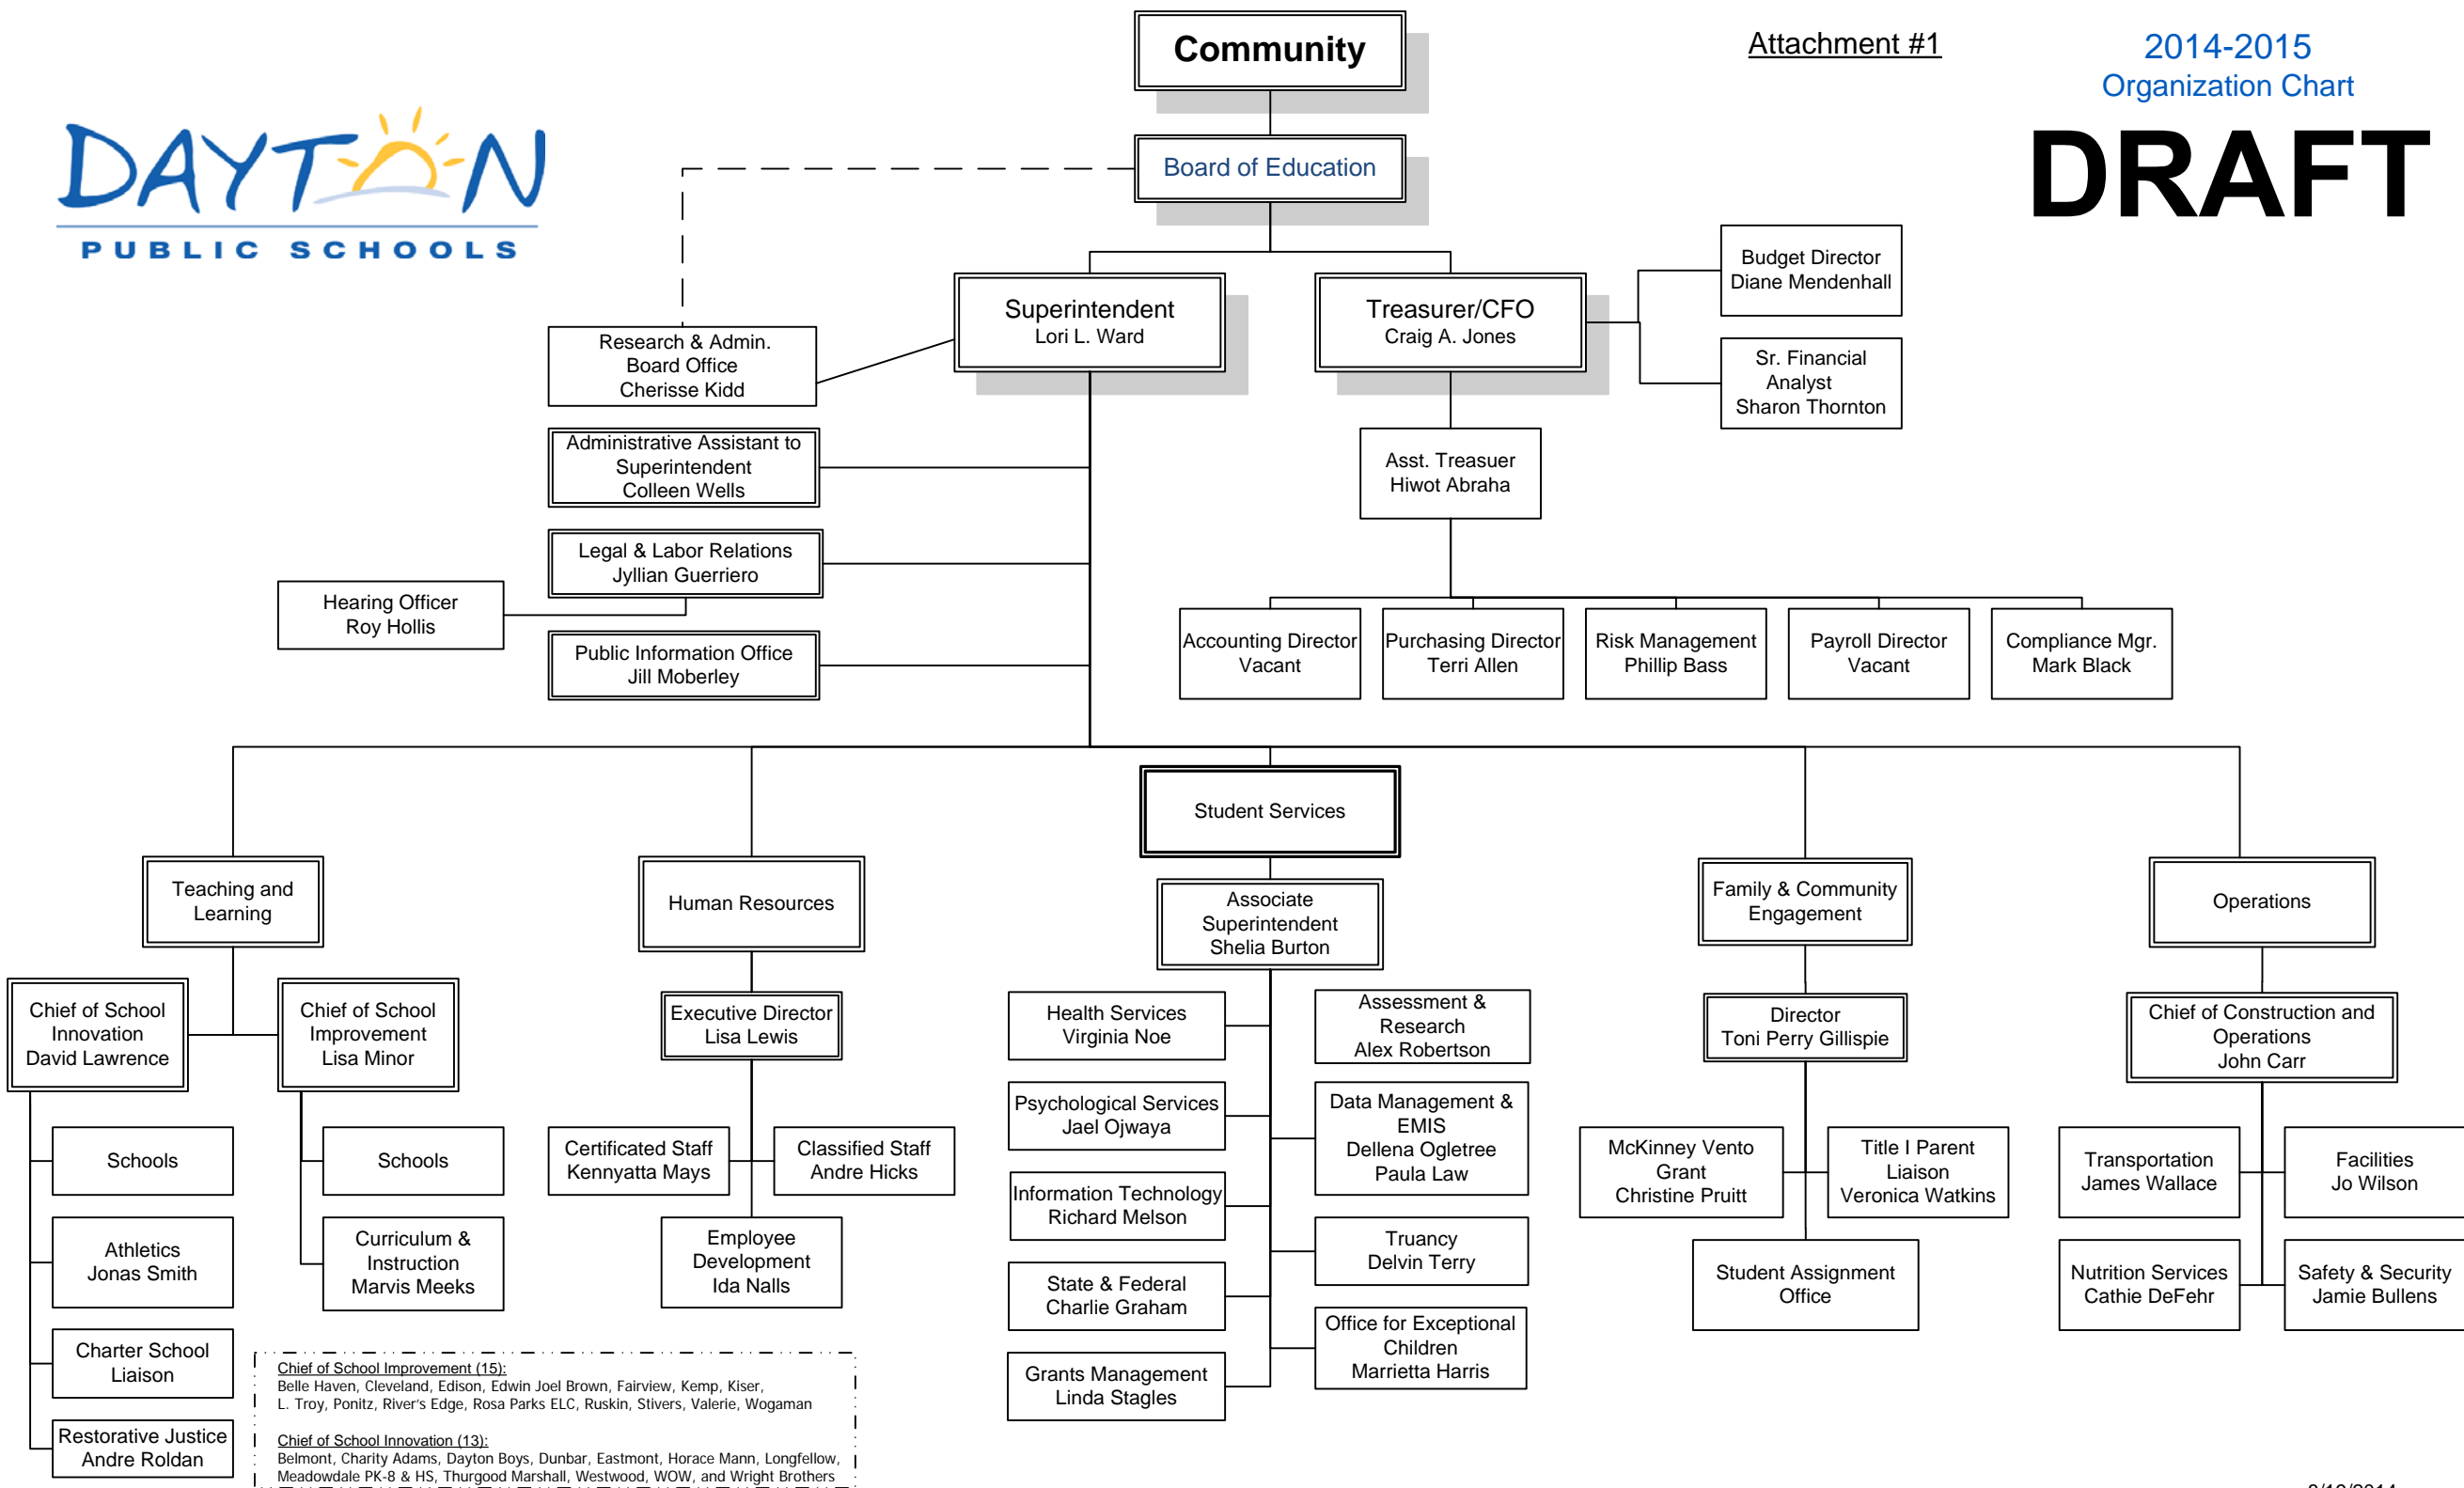 Community
Attachment #1
2014-2015
Organization Chart
DRAFT
DAYTON
PUBLIC SCHOOLS
Board of Education
Superintendent
Lori L. Ward
Treasurer/CFO
Craig A. Jones
Budget Director
Diane Mendenhall
Sr. Financial
Analyst
Sharon Thornton
Research & Admin.
Board Office
Cherisse Kidd
Administrative Assistant to
Superintendent
Colleen Wells
Asst. Treasuer
Hiwot Abraha
Legal & Labor Relations
Jyllian Guerriero
Hearing Officer
Roy Hollis
Public Information Office
Jill Moberley
Accounting Director
Vacant
Purchasing Director
Terri Allen
Risk Management
Phillip Bass
Payroll Director
Vacant
Compliance Mgr.
Mark Black
Student Services
Teaching and
Learning
Human Resources
Associate
Superintendent
Shelia Burton
Family & Community
Engagement
Operations
Chief of School
Innovation
David Lawrence
Chief of School
Improvement
Lisa Minor
Executive Director
Lisa Lewis
Health Services
Virginia Noe
Assessment &
Research
Alex Robertson
Director
Toni Perry Gillispie
Chief of Construction and
Operations
John Carr
Psychological Services
Jael Ojwaya
Data Management &
EMIS
Dellena Ogletree
Paula Law
Schools
Schools
Certificated Staff
Kennyatta Mays
Classified Staff
Andre Hicks
McKinney Vento
Grant
Christine Pruitt
Title I Parent
Liaison
Veronica Watkins
Transportation
James Wallace
Facilities
Jo Wilson
Information Technology
Richard Melson
Athletics
Jonas Smith
Curriculum &
Instruction
Marvis Meeks
Employee
Development
Ida Nalls
Truancy
Delvin Terry
Student Assignment
Office
Nutrition Services
Cathie DeFehr
Safety & Security
Jamie Bullens
State & Federal
Charlie Graham
Office for Exceptional
Children
Marrietta Harris
Charter School
Liaison
Grants Management
Linda Stagles
Restorative Justice
Andre Roldan
Chief of School Improvement (15):
Belle Haven, Cleveland, Edison, Edwin Joel Brown, Fairview, Kemp, Kiser,
L. Troy, Ponitz, River's Edge, Rosa Parks ELC, Ruskin, Stivers, Valerie, Wogaman
Chief of School Innovation (13):
Belmont, Charity Adams, Dayton Boys, Dunbar, Eastmont, Horace Mann, Longfellow,
Meadowdale PK-8 & HS, Thurgood Marshall, Westwood, WOW, and Wright Brothers